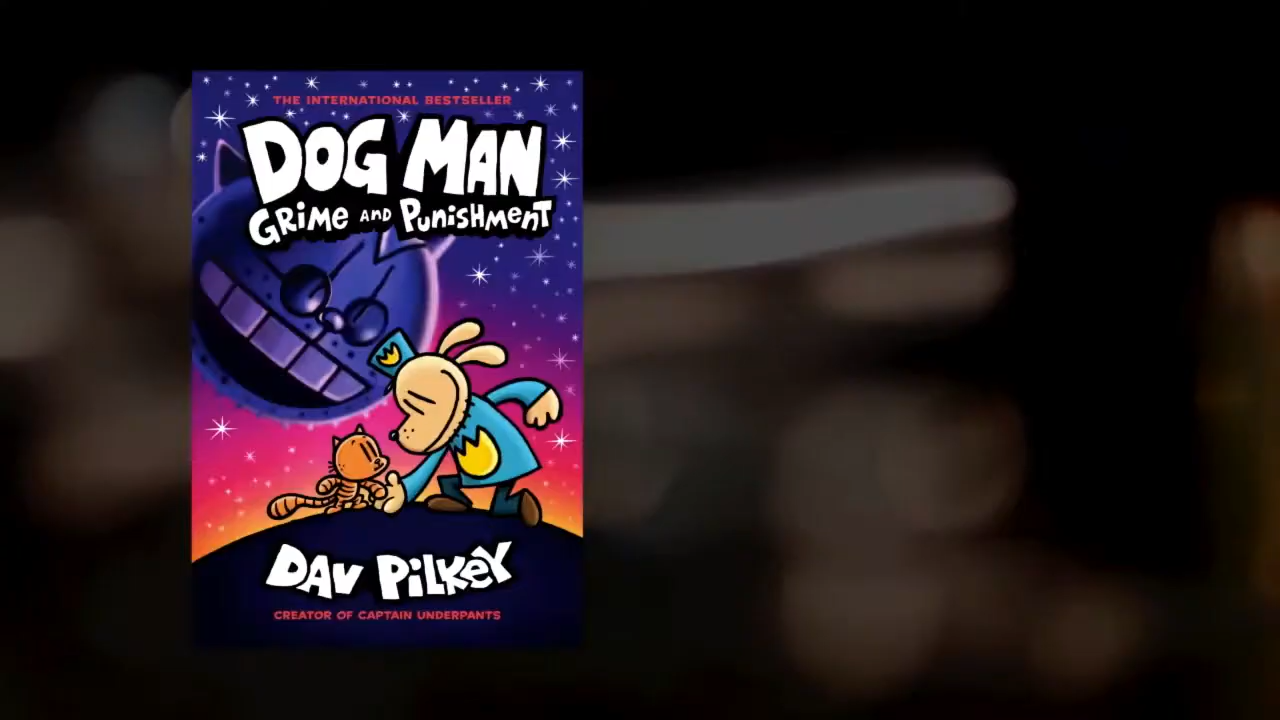 THE INTERNATIONAL BESTSELLER
DOG MAN
GRIME AND PUNISHMENT
DAV PILKEY
CREATOR OF CAPTAIN UNDERPANTS